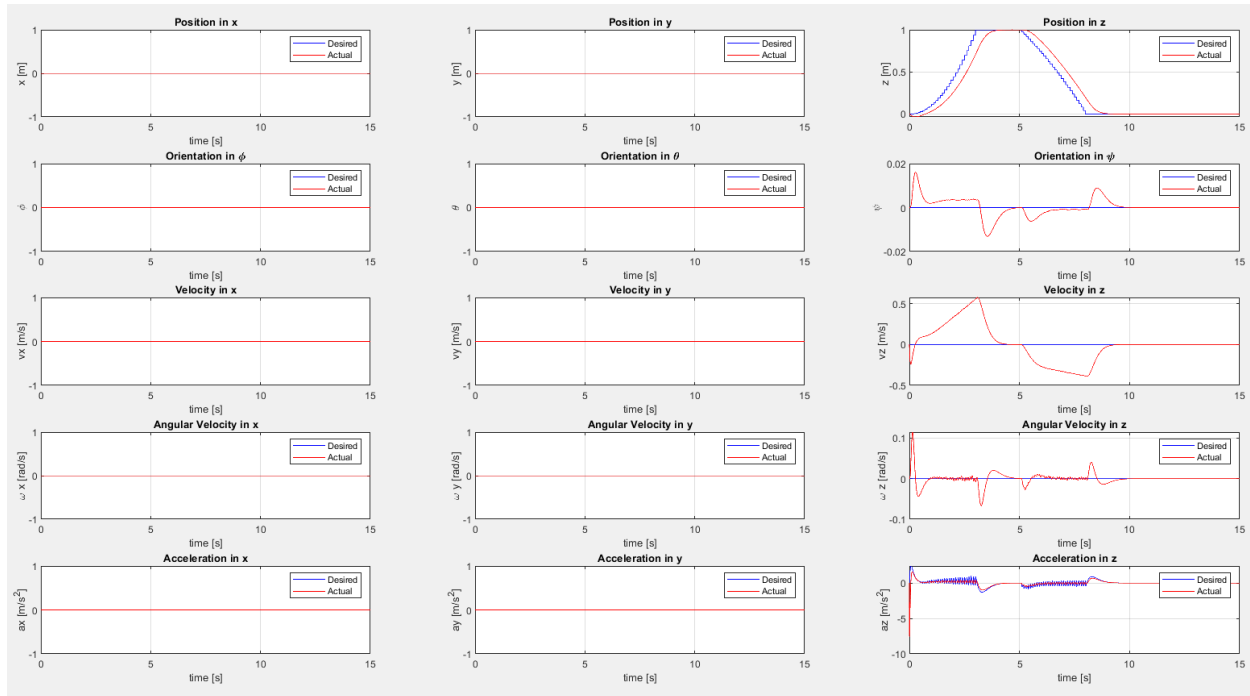 Position in x
1
0
-1
x [m]
0 5 10 15
time [s]
Desired
Actual
Position in y
1
0
-1
y [m]
0 5 10 15
time [s]
Desired
Actual
Position in z
1
0.5
0
z [m]
0 5 10 15
time [s]
Desired
Actual
Orientation in ϕ
1
0
-1
ϕ
0 5 10 15
time [s]
Desired
Actual
Orientation in θ
1
0
-1
θ
0 5 10 15
time [s]
Desired
Actual
Orientation in ψ
0.02
0
-0.02
ψ
0 5 10 15
time [s]
Desired
Actual
Velocity in x
1
0
-1
vx [m/s]
0 5 10 15
time [s]
Velocity in y
1
0
-1
vy [m/s]
0 5 10 15
time [s]
Velocity in z
0.5
0
-0.5
vz [m/s]
0 5 10 15
time [s]
Angular Velocity in x
1
0
-1
ω x [rad/s]
0 5 10 15
time [s]
Desired
Actual
Angular Velocity in y
1
0
-1
ω y [rad/s]
0 5 10 15
time [s]
Desired
Actual
Angular Velocity in z
0.1
0
-0.1
ω z [rad/s]
0 5 10 15
time [s]
Desired
Actual
Acceleration in x
1
0
-1
ax [m/s²]
0 5 10 15
time [s]
Desired
Actual
Acceleration in y
1
0
-1
ay [m/s²]
0 5 10 15
time [s]
Desired
Actual
Acceleration in z
0
-5
-10
az [m/s²]
0 5 10 15
time [s]
Desired
Actual